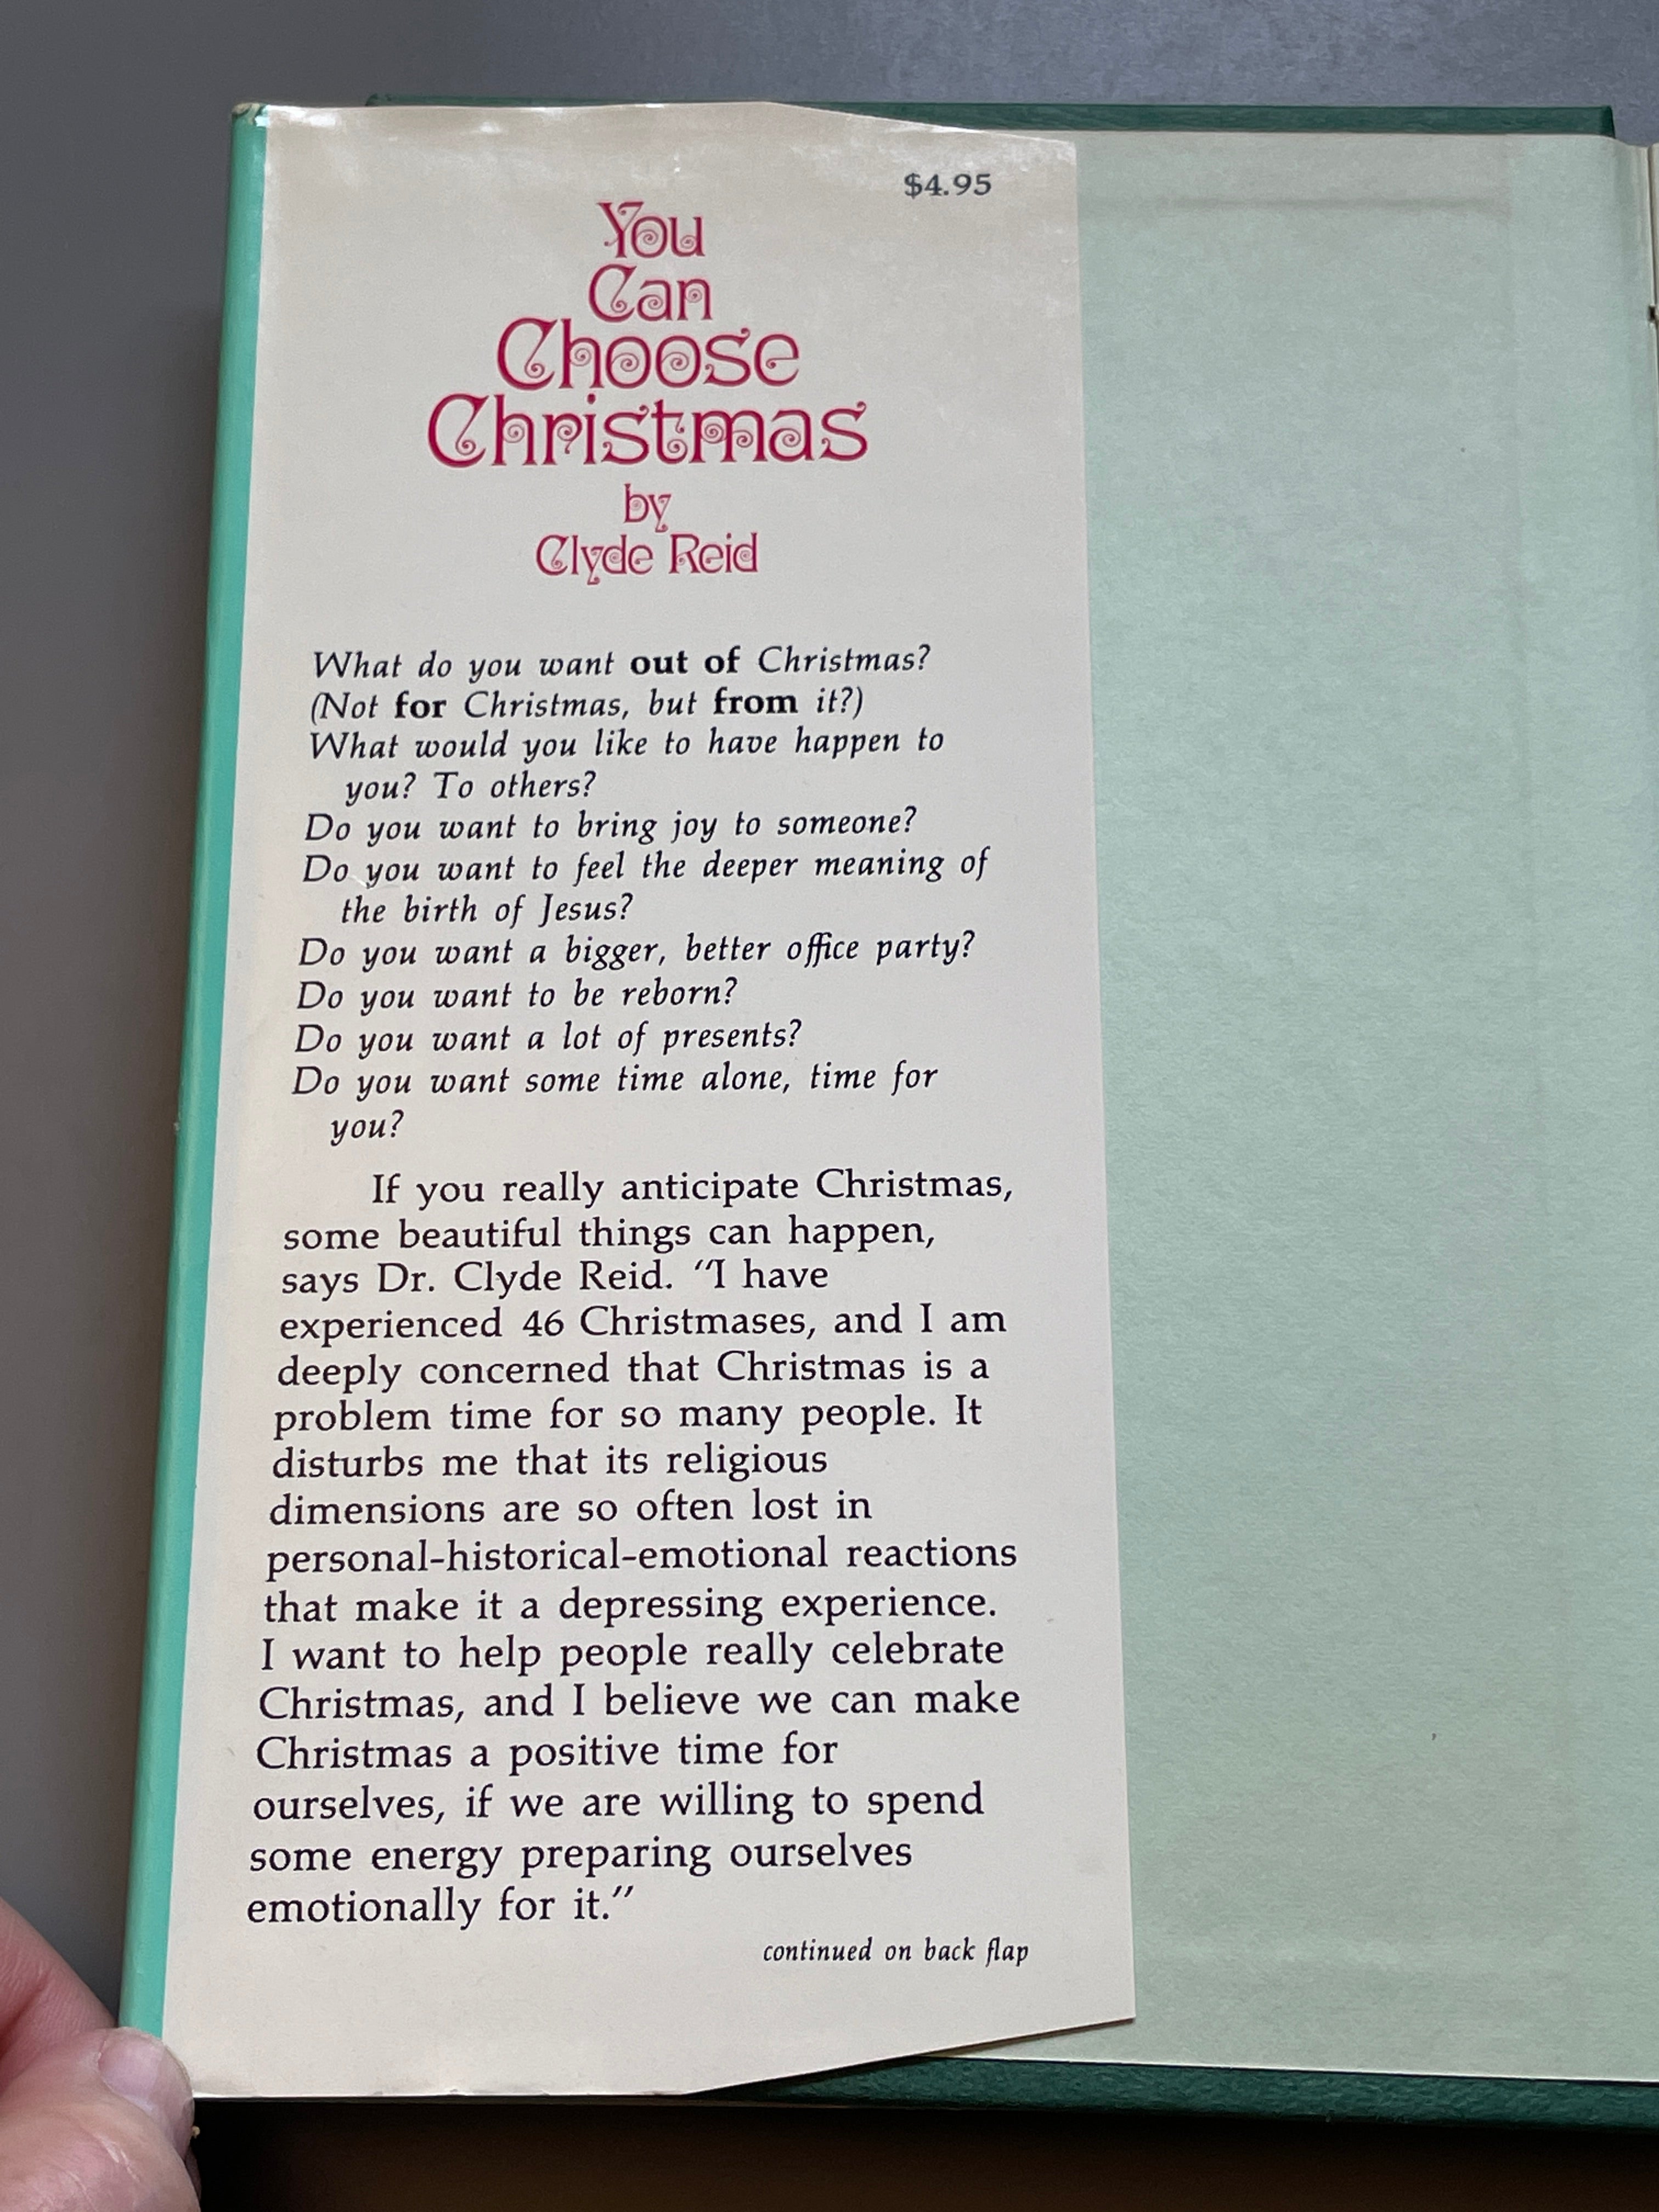 $4.95
You
Can
Choose
Christmas
by
Clyde Reid
What do you want out of Christmas?
(Not for Christmas, but from it?)
What would you like to have happen to
you? To others?
Do you want to bring joy to someone?
Do you want to feel the deeper meaning of
the birth of Jesus?
Do you want a bigger, better office party?
Do you want to be reborn?
Do you want a lot of presents?
Do you want some time alone, time for
you?
If you really anticipate Christmas,
some beautiful things can happen,
says Dr. Clyde Reid. "I have
experienced 46 Christmases, and I am
deeply concerned that Christmas is a
problem time for so many people. It
disturbs me that its religious
dimensions are so often lost in
personal-historical-emotional reactions
that make it a depressing experience.
I want to help people really celebrate
Christmas, and I believe we can make
Christmas a positive time for
ourselves, if we are willing to spend
some energy preparing ourselves
emotionally for it."
continued on back flap